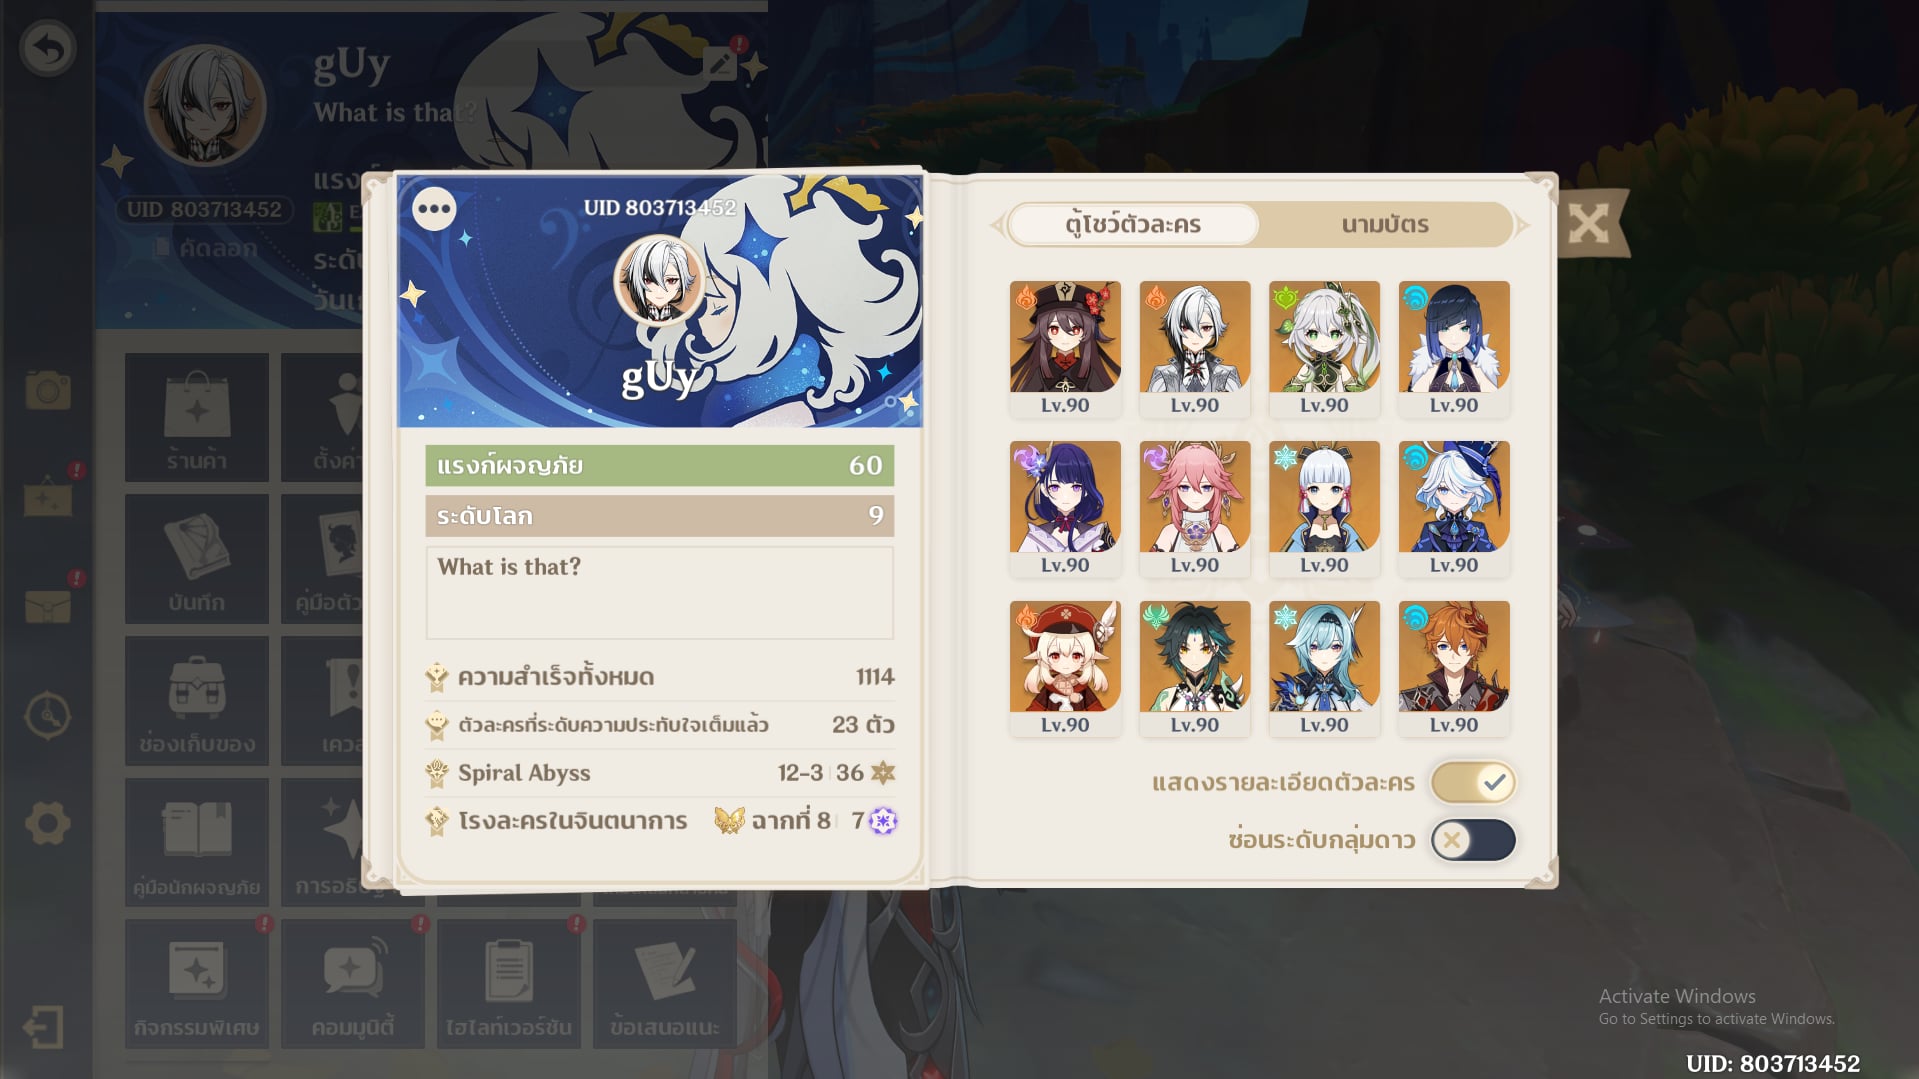 gUy
What is that?
UID 803713452
คัดลอก
ร้านค้า
บันทึก
ช่องเก็บของ
คู่มือนักผจญภัย
กิจกรรมพิเศษ
คอมมูนิตี้
ไฮไลท์เวอร์ชัน
ข้อเสนอแนะ
UID 803713452
gUy
แรงก์ผจญภัย 60
ระดับโลก 9
What is that?
ความสำเร็จทั้งหมด 1114
ตัวละครที่ระดับความประทับใจเต็มแล้ว 23 ตัว
Spiral Abyss 12-3 36
โรงละครในจินตนาการ ฉากที่ 8 7
ตู้โชว์ตัวละคร นามบัตร
Lv.90 Lv.90 Lv.90 Lv.90
Lv.90 Lv.90 Lv.90 Lv.90
Lv.90 Lv.90 Lv.90 Lv.90
แสดงรายละเอียดตัวละคร
ซ่อนระดับกลุ่มดาว
Activate Windows
Go to Settings to activate Windows.
UID: 803713452